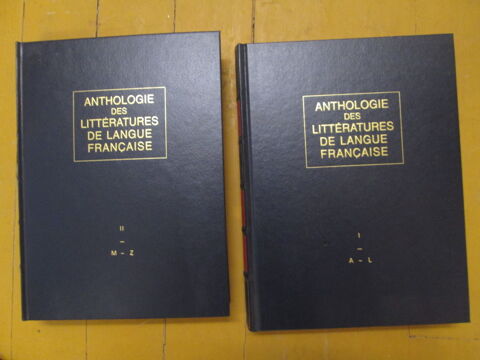 ANTHOLOGIE
DES
LITTÉRATURES
DE LANGUE
FRANÇAISE
II
–
M – Z
ANTHOLOGIE
DES
LITTÉRATURES
DE LANGUE
FRANÇAISE
I
–
A – L